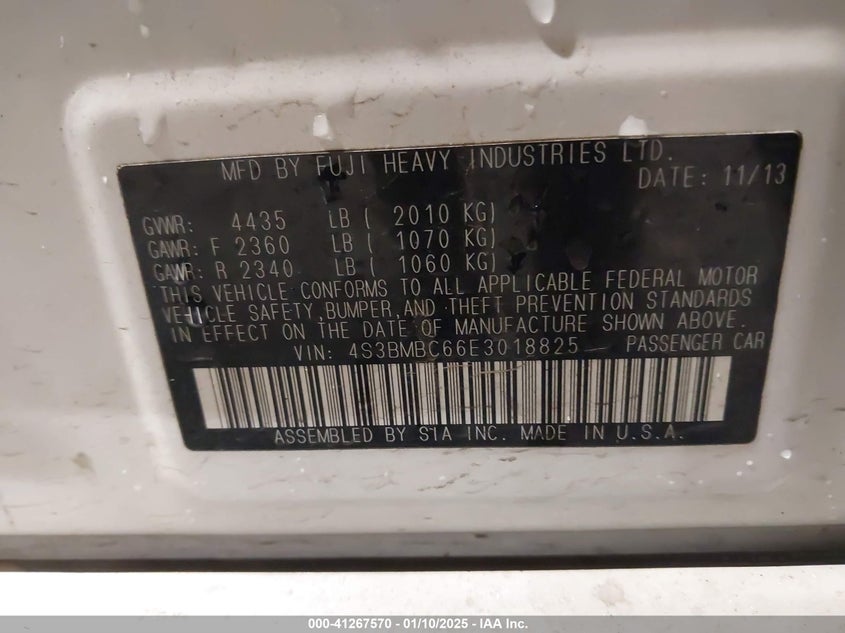 MFD BY FUJI HEAVY INDUSTRIES LTD.
DATE: 11/13
GVWR: 4435 LB ( 2010 KG)
GAWR: F 2360 LB ( 1070 KG)
GAWR: R 2340 LB ( 1060 KG)
THIS VEHICLE CONFORMS TO ALL APPLICABLE FEDERAL MOTOR
VEHICLE SAFETY, BUMPER, AND THEFT PREVENTION STANDARDS
IN EFFECT ON THE DATE OF MANUFACTURE SHOWN ABOVE.
VIN: 4S3BMBC66E3018825 PASSENGER CAR
ASSEMBLED BY SIA INC. MADE IN U.S.A.
000-41267570 - 01/10/2025 - IAA Inc.